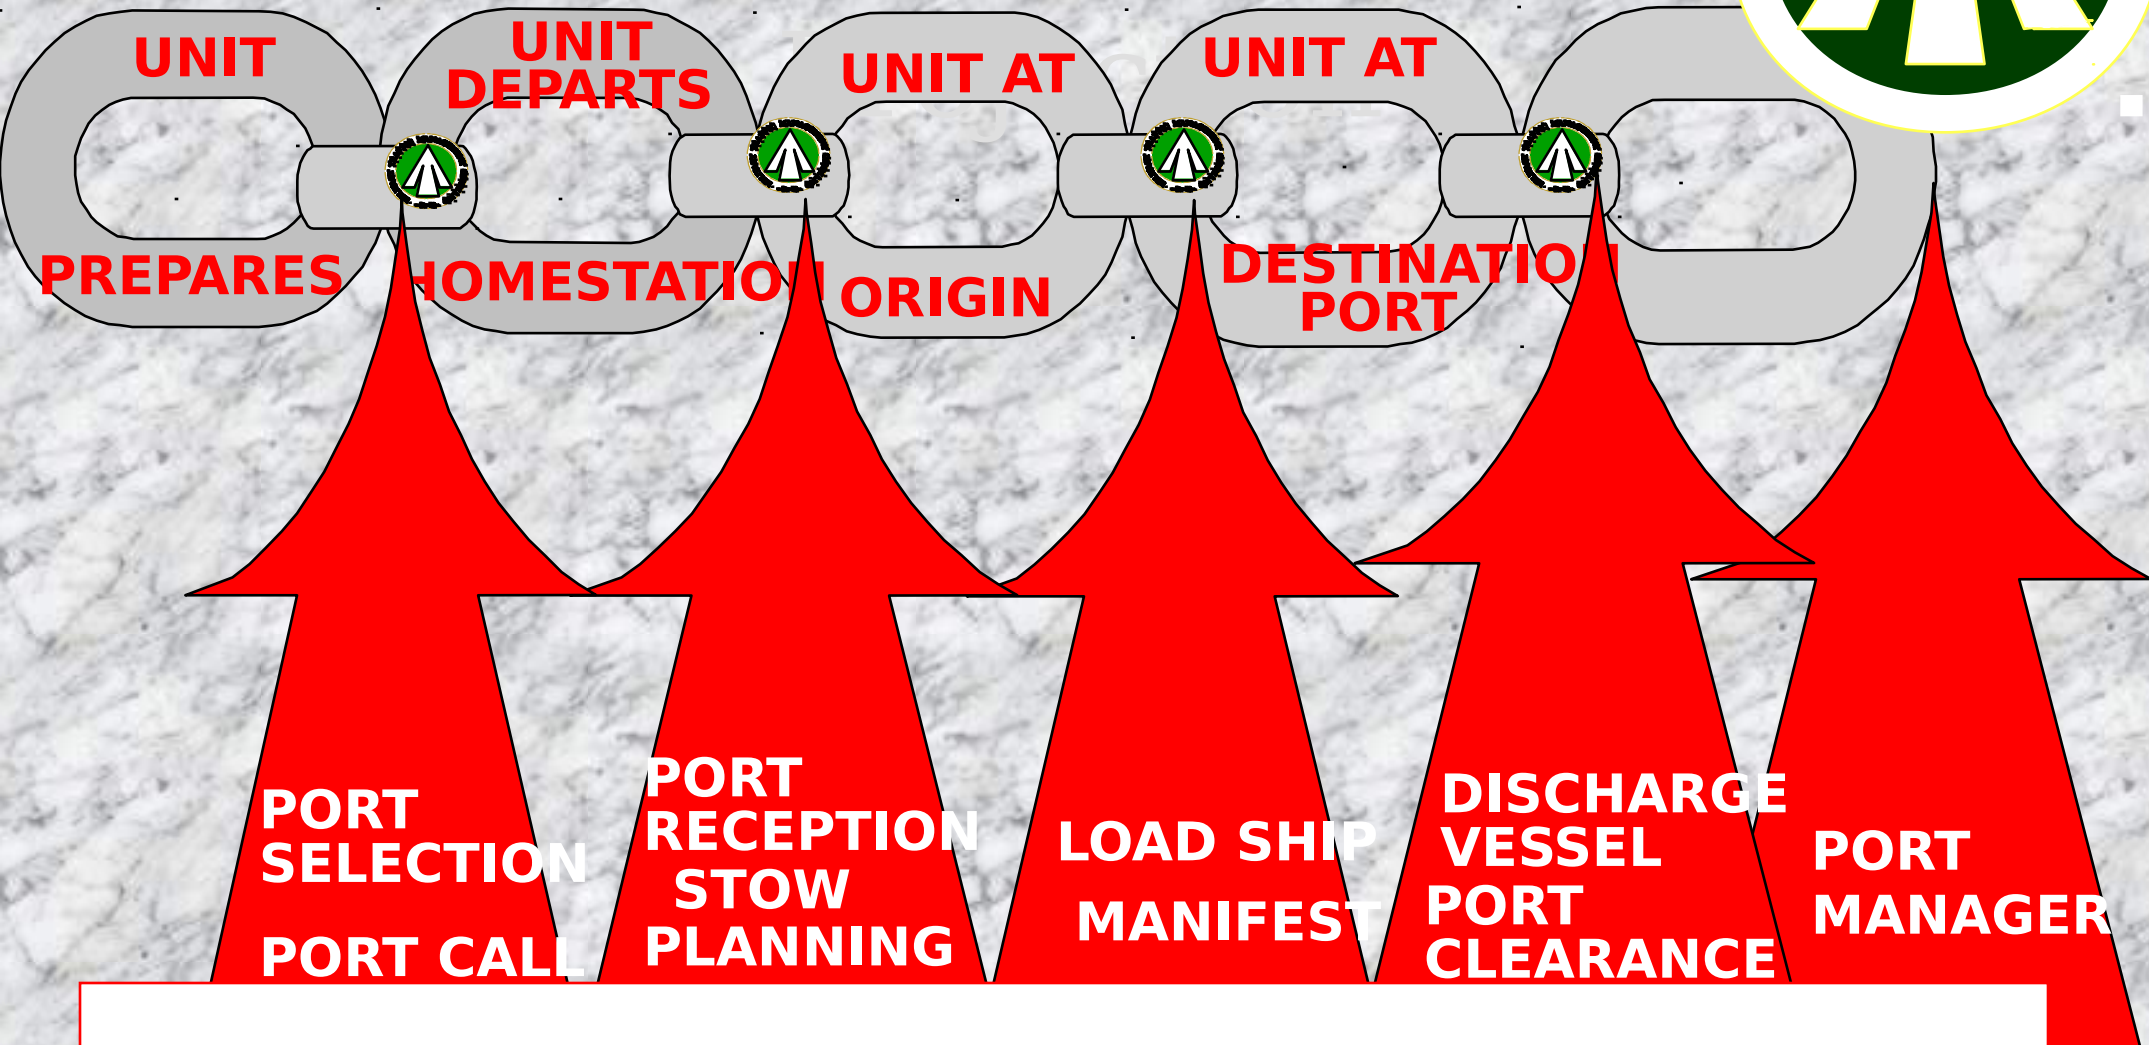 UNIT
PREPARES
UNIT
DEPARTS
HOMESTATION
UNIT AT
ORIGIN
UNIT AT
DESTINATION
PORT
PORT
SELECTION
PORT CALL
PORT
RECEPTION
STOW
PLANNING
LOAD SHIP
MANIFEST
DISCHARGE
VESSEL
PORT
CLEARANCE
PORT
MANAGER